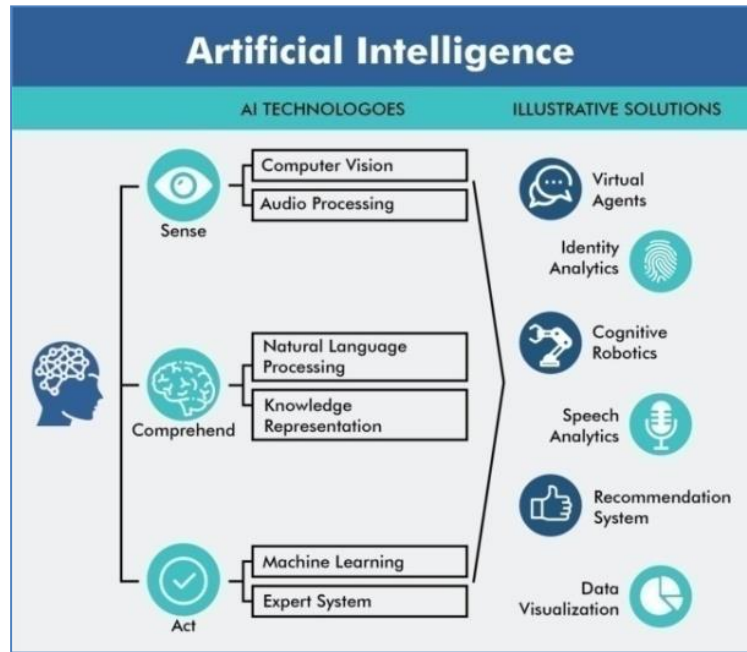 Artificial Intelligence
AI TECHNOLOGOES
ILLUSTRATIVE SOLUTIONS
Sense
Computer Vision
Audio Processing
Comprehend
Natural Language
Processing
Knowledge
Representation
Act
Machine Learning
Expert System
Virtual
Agents
Identity
Analytics
Cognitive
Robotics
Speech
Analytics
Recommendation
System
Data
Visualization